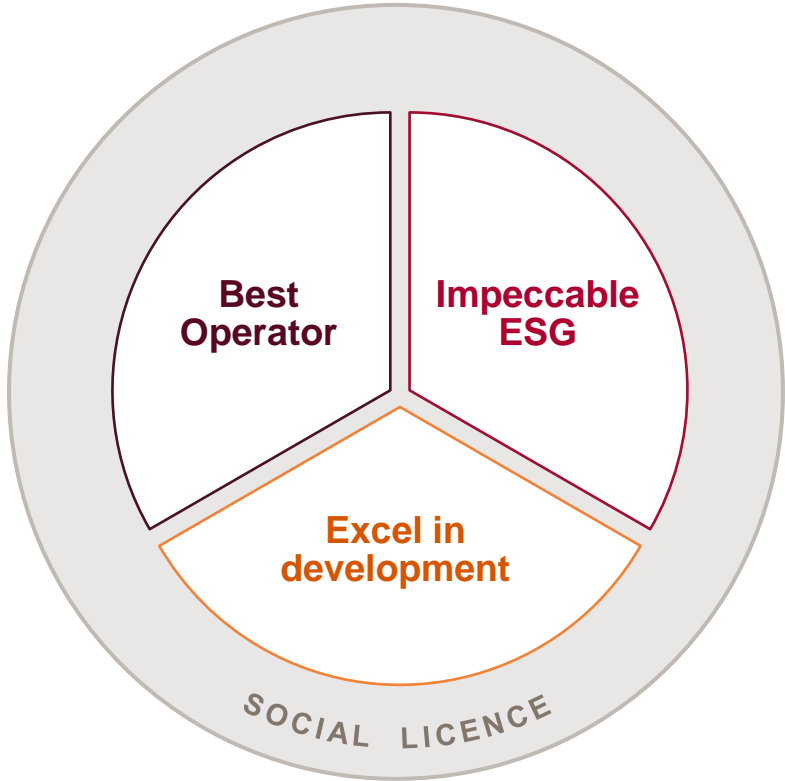 Best
Operator
Impeccable
ESG
Excel in
development
SOCIAL LICENCE